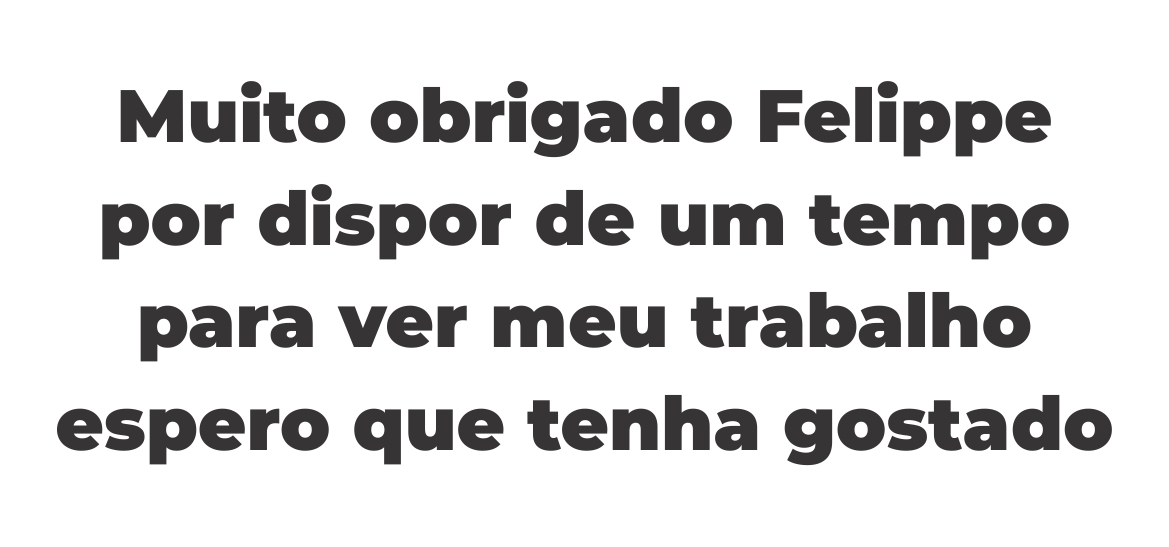 Muito obrigado Felippe
por dispor de um tempo
para ver meu trabalho
espero que tenha gostado